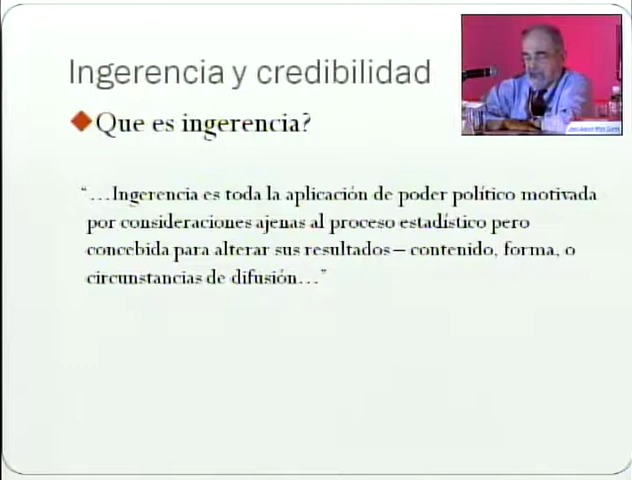 Ingerencia y credibilidad
Que es ingerencia?
“…Ingerencia es toda la aplicación de poder político motivada
por consideraciones ajenas al proceso estadístico pero
concebida para alterar sus resultados– contenido, forma, o
circunstancias de difusión…”